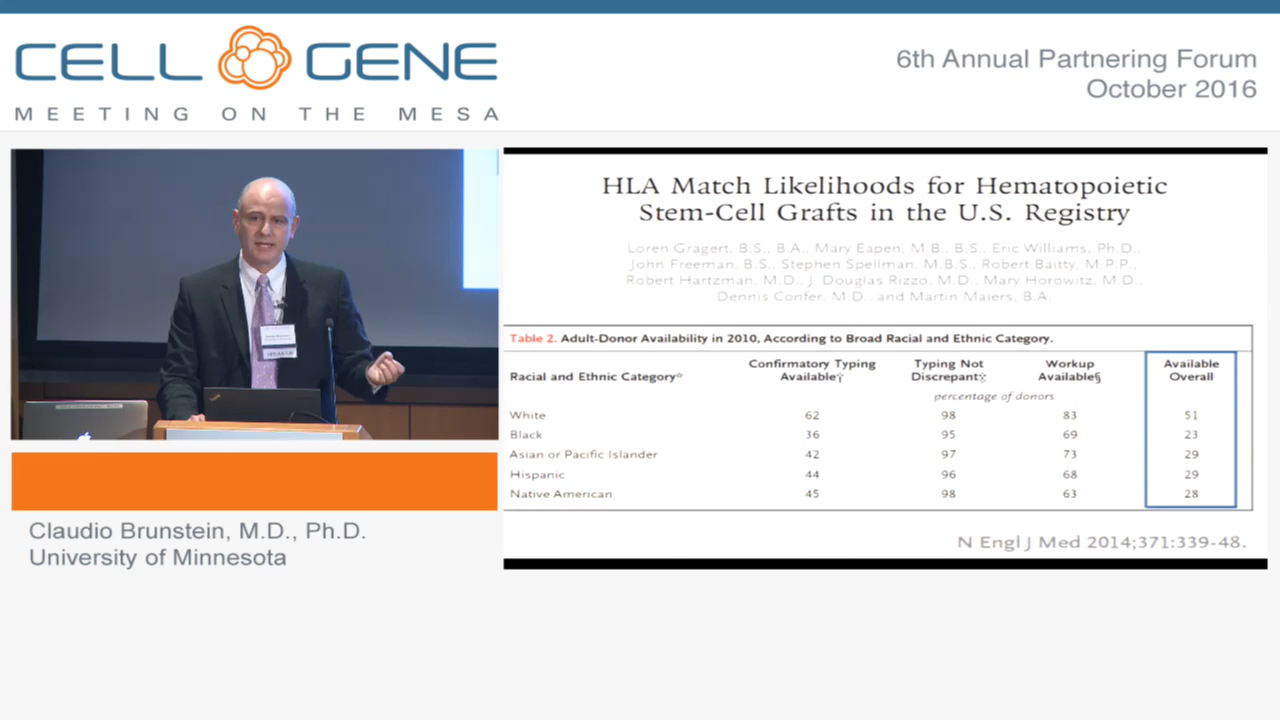 CELL GENE
MEETING ON THE MESA
6th Annual Partnering Forum
October 2016
SPEAKER
HLA Match Likelihoods for Hematopoietic
Stem-Cell Grafts in the U.S. Registry
Loren Gragert, B.S., B.A., Mary Eapen, M.B., B.S., Eric Williams, Ph.D.,
John Freeman, B.S., Stephen Spellman, M.B.S., Robert Baitty, M.P.P.,
Robert Hartzman, M.D., J. Douglas Rizzo, M.D., Mary Horowitz, M.D.,
Dennis Confer, M.D., and Martin Maiers, B.A.
Table 2. Adult-Donor Availability in 2010, According to Broad Racial and Ethnic Category.
Racial and Ethnic Category* Confirmatory Typing Available† Typing Not Discrepant‡ Workup Available§ Available Overall
percentage of donors
White 62 98 83 51
Black 36 95 69 23
Asian or Pacific Islander 42 97 73 29
Hispanic 44 96 68 29
Native American 45 98 63 28
N Engl J Med 2014;371:339-48.
Claudio Brunstein, M.D., Ph.D.
University of Minnesota